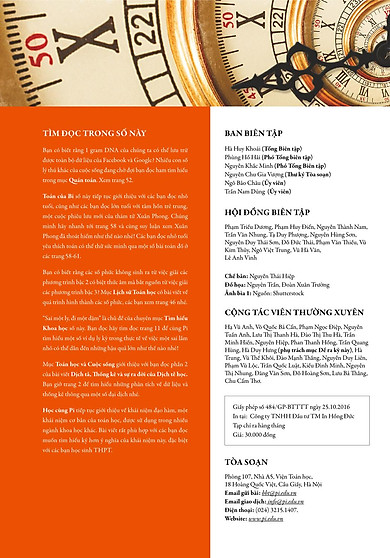 TÌM ĐỌC TRONG SỐ NÀY
Bạn có biết rằng 1 gram DNA của chúng ta có thể lưu trữ
được toàn bộ dữ liệu của Facebook và Google? Nhiều con số
lý thú khác của cuộc sống đang chờ đợi bạn đọc bạn tìm hiểu
trong mục Quán toán. Xem trang 52.
Toán của Bi số này tiếp tục giới thiệu với các bạn đọc nhỏ
tuổi, cũng như các bạn đọc lớn tuổi với tâm hồn trẻ trung,
một cuộc phiêu lưu mới của thám tử Xuân Phong. Chúng
mình hãy nhanh tới trang 58 và cùng suy luận xem Xuân
Phong đã thoát hiểm như thế nào nhé! Các bạn đọc nhỏ tuổi
yêu thích toán có thể thử sức mình qua một số bài toán đố ở
các trang 58-61.
Bạn có biết rằng các số phức không sinh ra từ việc giải các
phương trình bậc 2 có biệt thức âm mà bắt nguồn từ việc giải
các phương trình bậc 3? Mục Lịch sử Toán học có bài viết về
quá trình hình thành các số phức, các bạn xem trang 46 nhé.
"Sai một ly, đi một dặm" là chủ đề của chuyên mục Tìm hiểu
Khoa học số này. Bạn đọc hãy tìm đọc trang 11 để cùng Pi
tìm hiểu một số ví dụ ly kỳ trong thực tế về việc một sai lầm
nhỏ có thể dẫn đến những hậu quả lớn như thế nào nhé!
Mục Toán học và Cuộc sống giới thiệu với bạn đọc phần 2
của bài viết Dịch tả, Thống kê và sự ra đời của Dịch tễ học.
Bạn giở trang 2 để tìm hiểu những phân tích về dữ liệu và
thống kê thông qua một số đại dịch nhé.
Học cùng Pi tiếp tục giới thiệu về khái niệm đạo hàm, một
khái niệm cơ bản của toán học, được sử dụng trong nhiều
ngành khoa học khác. Bài viết rất phù hợp với các bạn đọc
muốn tìm hiểu kỹ hơn ý nghĩa của khái niệm này, đặc biệt
với các bạn học sinh THPT.
BAN BIÊN TẬP
Hà Huy Khoái (Tổng Biên tập)
Phùng Hồ Hải (Phó Tổng biên tập)
Nguyễn Khắc Minh (Phó Tổng Biên tập)
Nguyễn Chu Gia Vượng (Thư ký Tòa soạn)
Ngô Bảo Châu (Ủy viên)
Trần Nam Dũng (Ủy viên)
HỘI ĐỒNG BIÊN TẬP
Phạm Triều Dương, Phạm Huy Điển, Nguyễn Thành Nam,
Trần Văn Nhung, Tạ Duy Phượng, Nguyễn Hùng Sơn,
Nguyễn Duy Thái Sơn, Đỗ Đức Thái, Phạm Văn Thiều, Vũ
Kim Thủy, Ngô Việt Trung, Vũ Hà Văn,
Lê Anh Vinh
Chế bản: Nguyễn Thái Hiệp
Đồ họa: Nguyễn Trần, Đoàn Xuân Trường
Ảnh bìa 1: Nguồn: Shutterstock
CỘNG TÁC VIÊN THƯỜNG XUYÊN
Hạ Vũ Anh, Võ Quốc Bá Cẩn, Phạm Ngọc Điệp, Nguyễn
Tuấn Anh, Lưu Thị Thanh Hà, Đào Thị Thu Hà, Trần
Minh Hiền, Nguyễn Hiệp, Phan Thanh Hồng, Trần Quang
Hùng, Hà Duy Hưng (phụ trách mục Đề ra kỳ này), Hà
Trung, Vũ Thế Khôi, Đào Mạnh Thắng, Nguyễn Duy Liên,
Phạm Vũ Lộc, Trần Quốc Luật, Kiều Đình Minh, Nguyễn
Thị Nhung, Đặng Văn Sơn, Đỗ Hoàng Sơn, Lưu Bá Thắng,
Chu Cẩm Thơ.
Giấy phép số 484/GP-BTTTT ngày 25.10.2016
In tại: Công ty TNHH Đầu tư TM In Hồng Đức
Tạp chí ra hàng tháng
Giá: 30.000 đồng
TÒA SOẠN
Phòng 107, Nhà A5, Viện Toán học,
18 Hoàng Quốc Việt, Cầu Giấy, Hà Nội
Email gửi bài: bbt@pi.edu.vn
Email giao dịch: info@pi.edu.vn
Điện thoại: (024) 3215.1407.
Website: www.pi.edu.vn